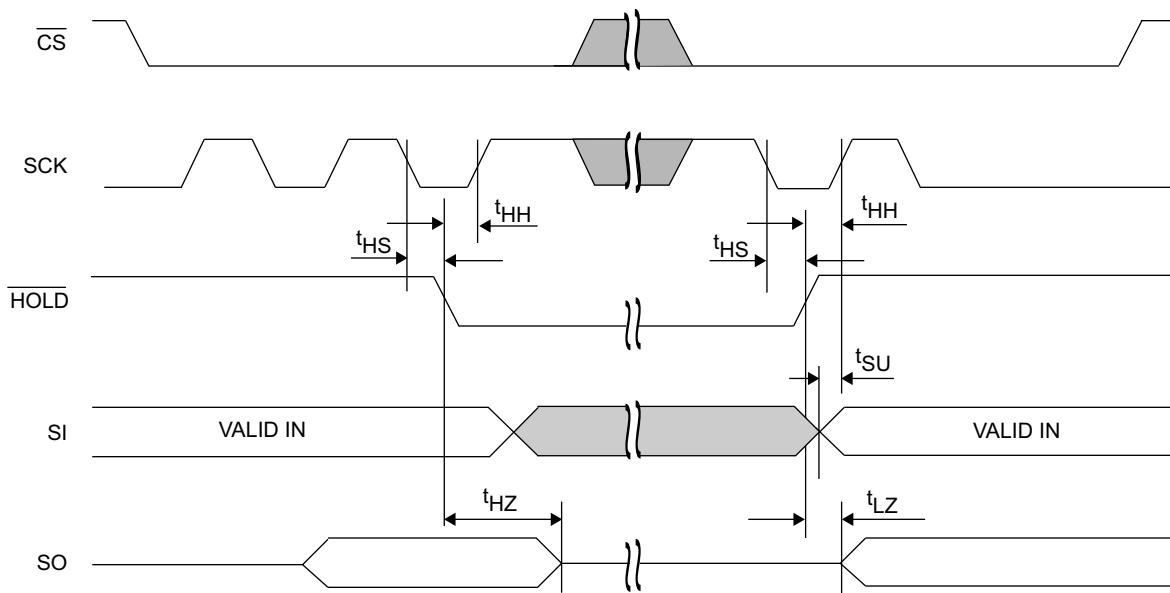 CS
SCK
tHH
tHH
tHS
tHS
HOLD
tSU
SI
VALID IN
VALID IN
tHZ
tLZ
SO